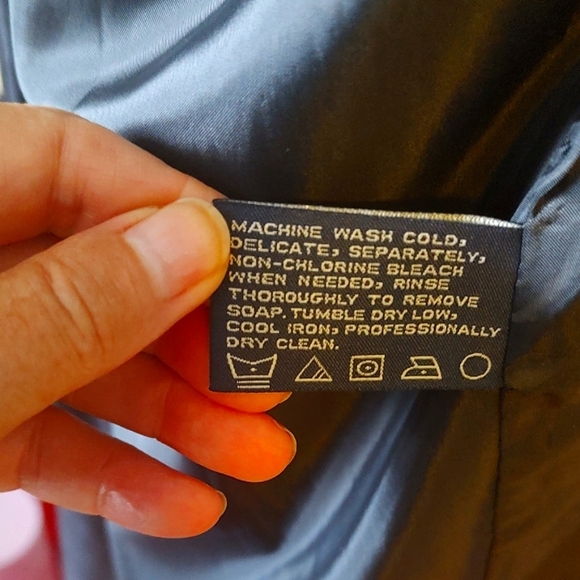 MACHINE WASH COLD,
DELICATE, SEPARATELY,
NON-CHLORINE BLEACH
WHEN NEEDED, RINSE
THOROUGHLY TO REMOVE
SOAP. TUMBLE DRY LOW,
COOL IRON, PROFESSIONALLY
DRY CLEAN.